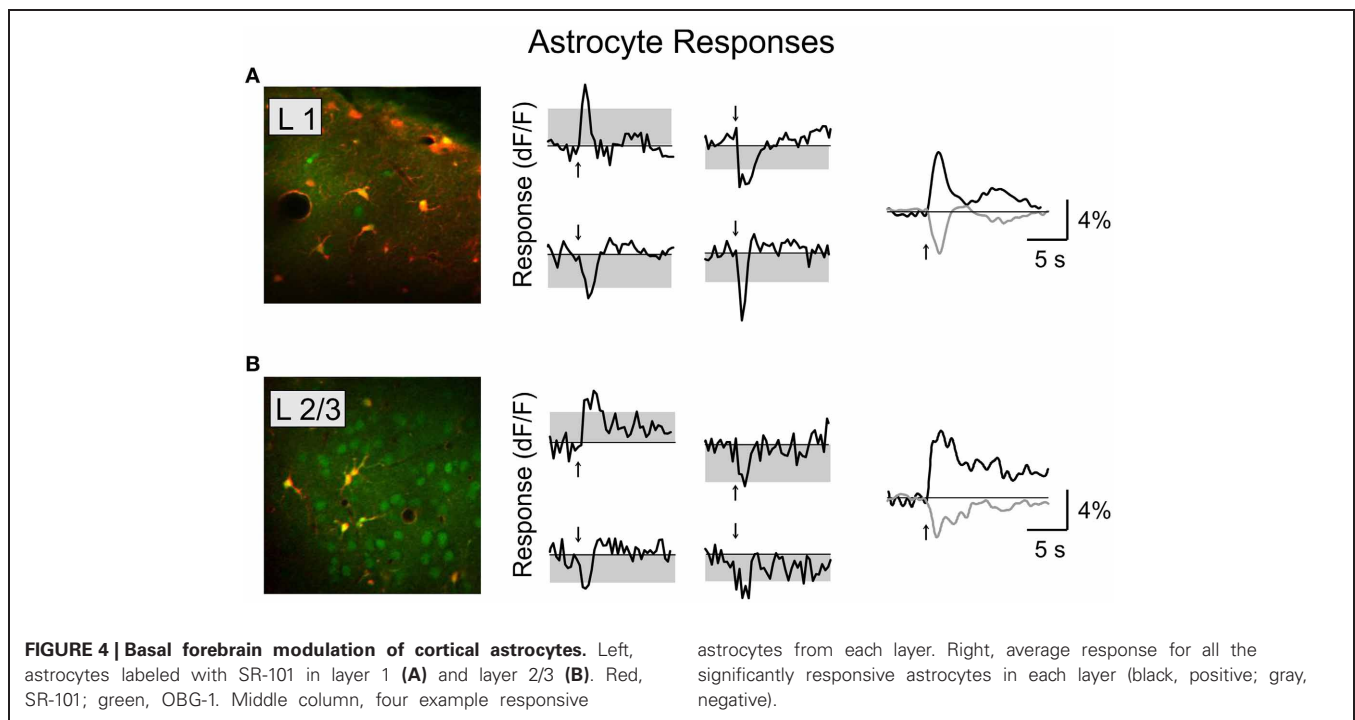 Astrocyte Responses
A
L 1
Response (dF/F)
↑
↓
↓
↓
↑
4%
5 s
B
L 2/3
Response (dF/F)
↑
↑
↓
↓
↑
4%
5 s
FIGURE 4 | Basal forebrain modulation of cortical astrocytes. Left,
astrocytes labeled with SR-101 in layer 1 (A) and layer 2/3 (B). Red,
SR-101; green, OBG-1. Middle column, four example responsive
astrocytes from each layer. Right, average response for all the
significantly responsive astrocytes in each layer (black, positive; gray,
negative).